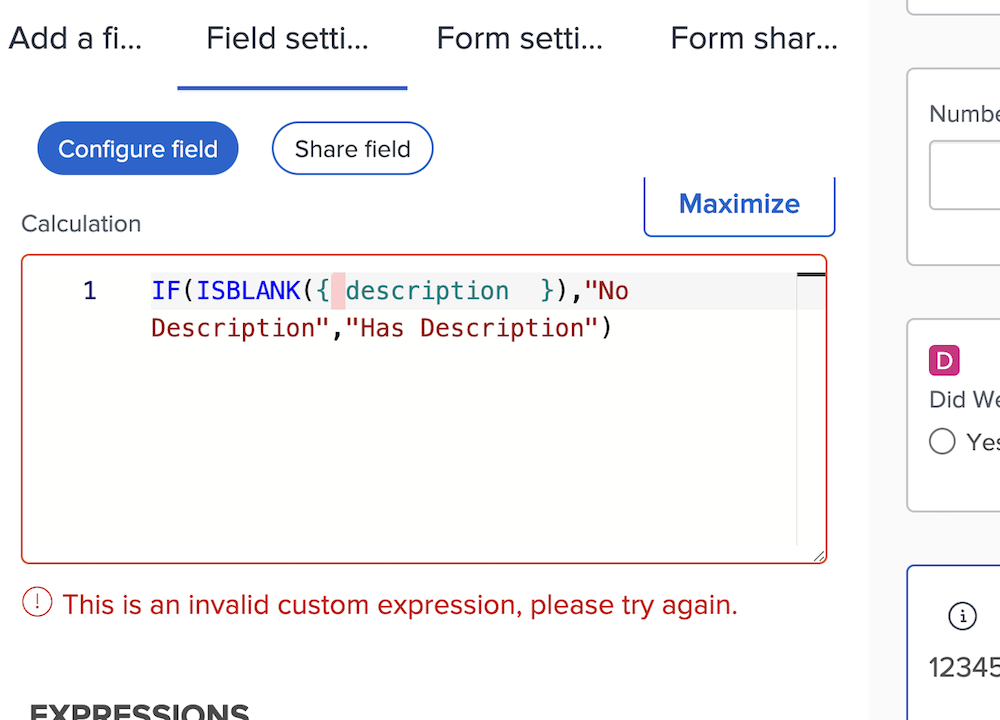 Add a fi...
Field setti...
Form setti...
Form shar...
Configure field
Share field
Maximize
Calculation
1
IF(ISBLANK({ description  }),"No
Description","Has Description")
This is an invalid custom expression, please try again.
EXPRESSIONS
Numbe
D
Did We
Yes
12345